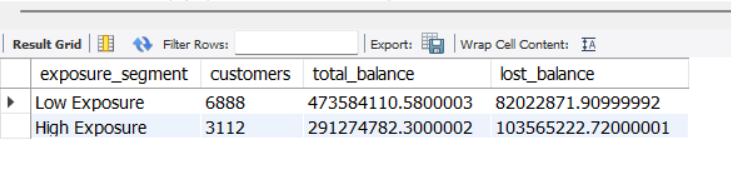 Result Grid Filter Rows: Export: Wrap Cell Content: IA
exposure_segment customers total_balance lost_balance
Low Exposure 6888 473584110.5800003 82022871.90999992
High Exposure 3112 291274782.3000002 103565222.72000001